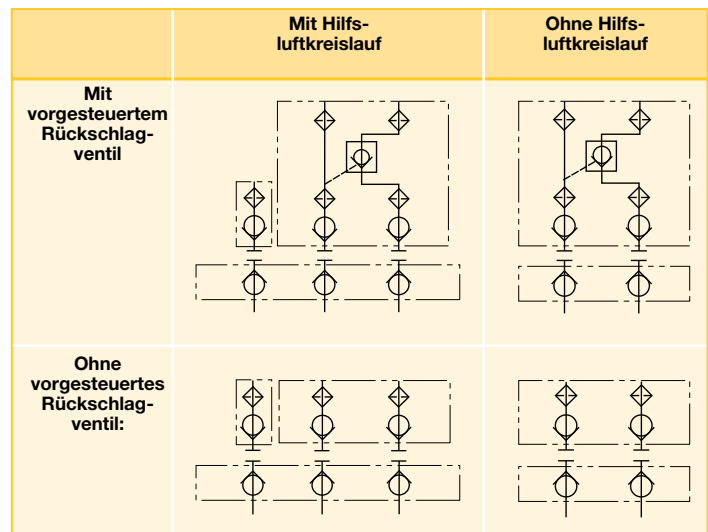 Mit Hilfs-
luftkreislauf
Ohne Hilfs-
luftkreislauf
Mit
vorgesteuertem
Rückschlag-
ventil
Ohne
vorgesteuertes
Rückschlag-
ventil: